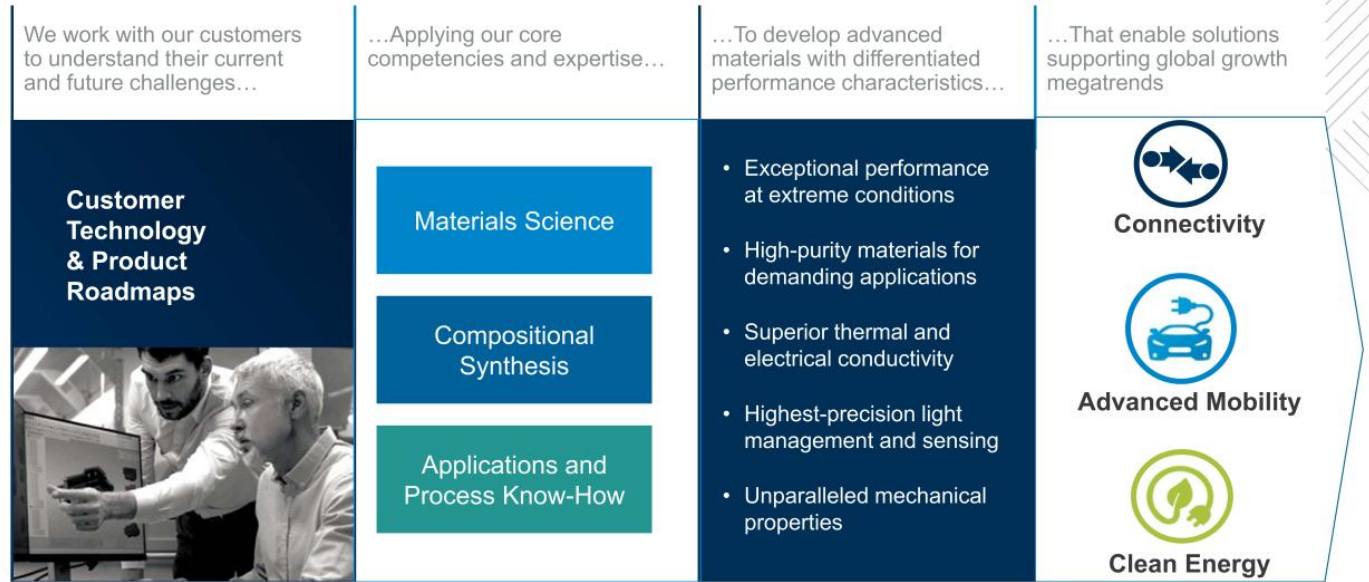 We work with our customers
to understand their current
and future challenges…
…Applying our core
competencies and expertise…
…To develop advanced
materials with differentiated
performance characteristics…
…That enable solutions
supporting global growth
megatrends
Customer
Technology
& Product
Roadmaps
Materials Science
Compositional
Synthesis
Applications and
Process Know-How
• Exceptional performance
at extreme conditions
• High-purity materials for
demanding applications
• Superior thermal and
electrical conductivity
• Highest-precision light
management and sensing
• Unparalleled mechanical
properties
Connectivity
Advanced Mobility
Clean Energy